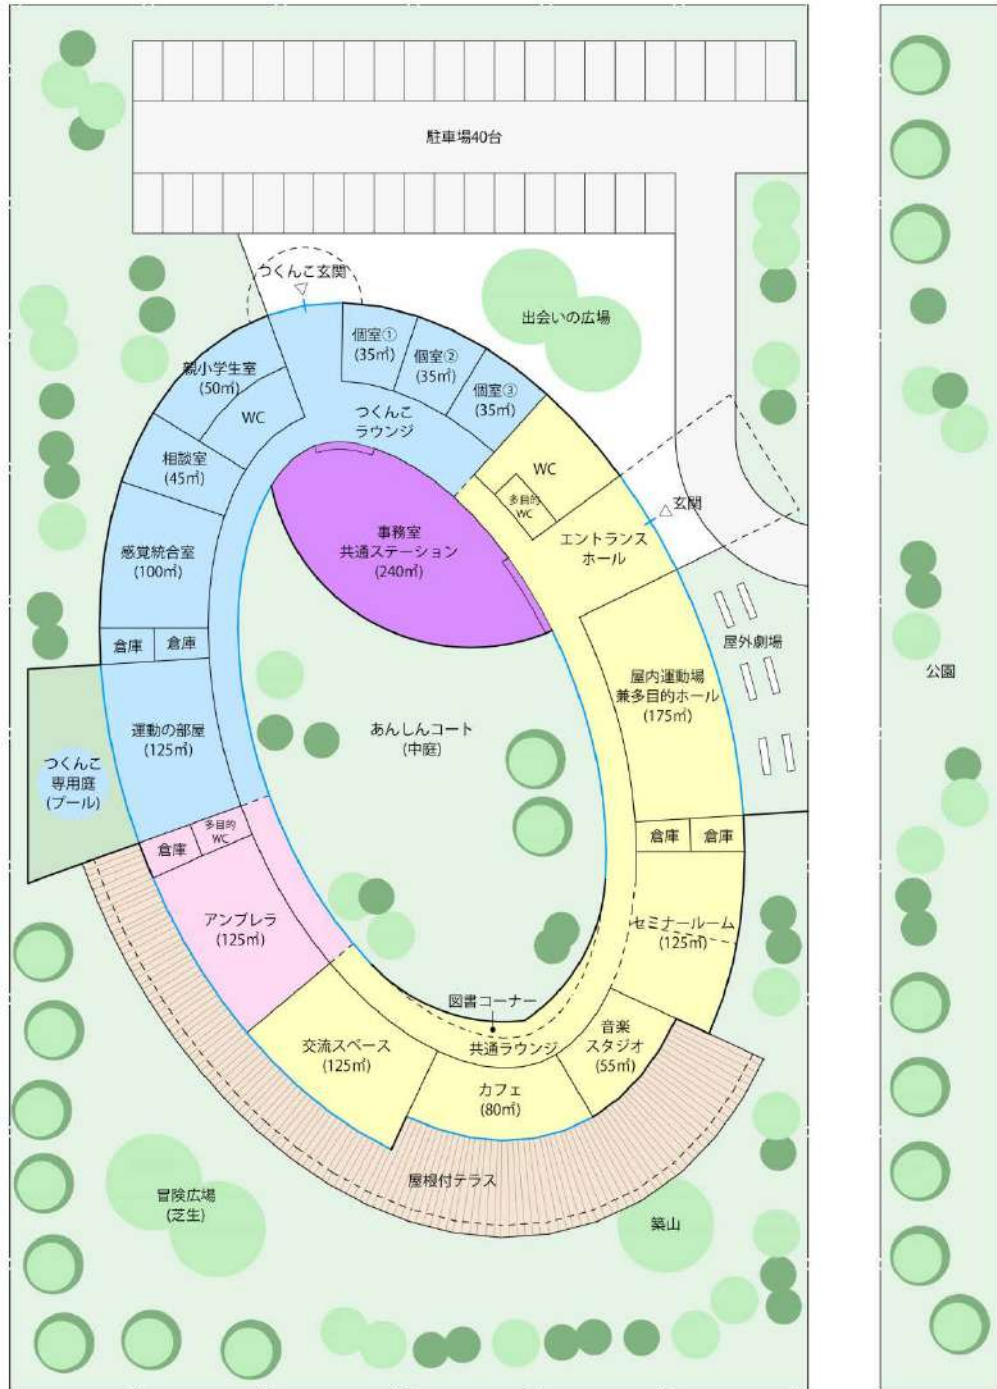 駐車場40台
つくんこ玄関
出会いの広場
個室①
(35㎡)
個室②
(35㎡)
個室③
(35㎡)
親小学生室
(50㎡)
WC
つくんこ
ラウンジ
相談室
(45㎡)
WC
多目的
WC
玄関
エントランス
ホール
事務室
共通ステーション
(240㎡)
感覚統合室
(100㎡)
倉庫
倉庫
屋外劇場
屋内運動場
兼多目的ホール
(175㎡)
公園
運動の部屋
(125㎡)
あんしんコート
(中庭)
つくんこ
専用庭
(プール)
多目的
WC
倉庫
倉庫
倉庫
アンブレラ
(125㎡)
セミナールーム
(125㎡)
図書コーナー
共通ラウンジ
音楽
スタジオ
(55㎡)
交流スペース
(125㎡)
カフェ
(80㎡)
屋根付テラス
冒険広場
(芝生)
築山